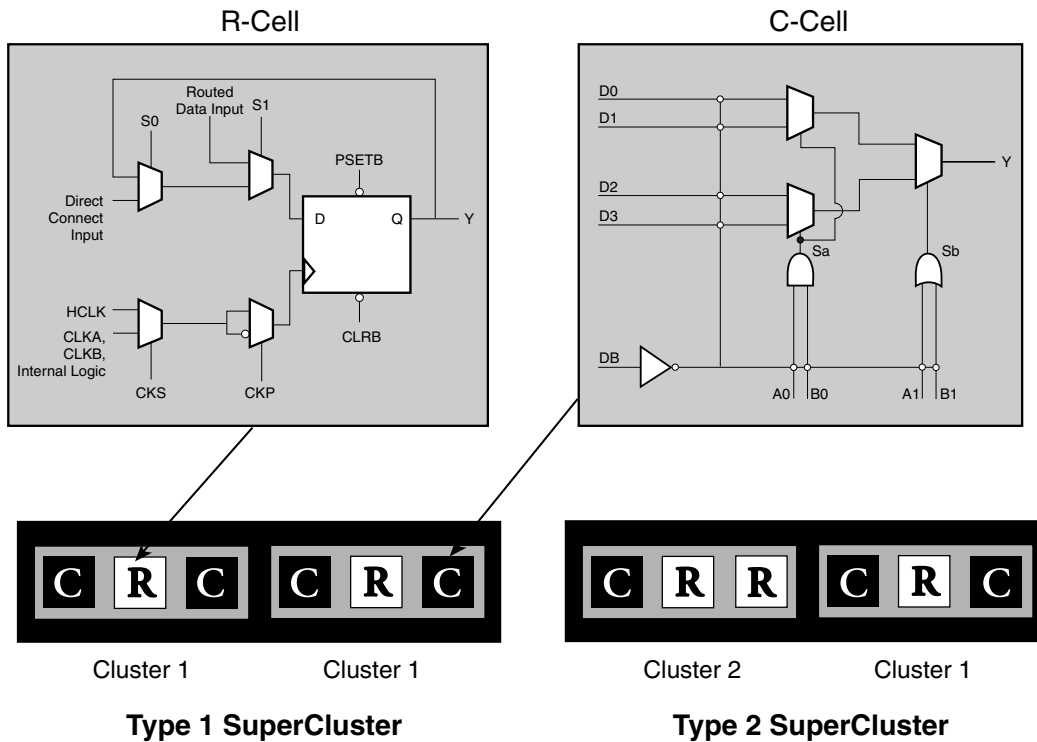 R-Cell
C-Cell
Routed
Data Input
S1
S0
PSETB
Direct
Connect
Input
D
Q
Y
HCLK
CLKA,
CLKB,
Internal Logic
CKS
CKP
CLRB
D0
D1
D2
D3
Sa
Sb
Y
DB
A0
B0
A1
B1
C R C
C R C
C R R
C R C
Cluster 1
Cluster 1
Cluster 2
Cluster 1
Type 1 SuperCluster
Type 2 SuperCluster